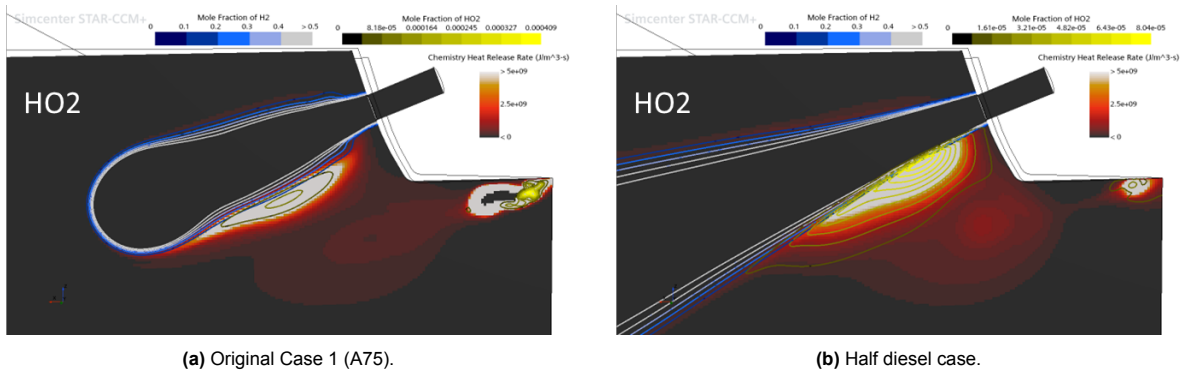 Simcenter STAR-CCM+
Mole Fraction of H2
0.1 0.2 0.3 0.4 > 0.5
Mole Fraction of HO2
0 8.18e-05 0.000164 0.000245 0.000327 0.000409
Chemistry Heat Release Rate (J/m^3-s)
> 5e+09
2.5e+09
< 0
HO2
(a) Original Case 1 (A75).
Simcenter STAR-CCM+
Mole Fraction of H2
0.1 0.2 0.3 0.4 > 0.5
Mole Fraction of HO2
0 1.61e-05 3.21e-05 4.82e-05 6.43e-05 8.04e-05
Chemistry Heat Release Rate (J/m^3-s)
> 5e+09
2.5e+09
< 0
HO2
(b) Half diesel case.